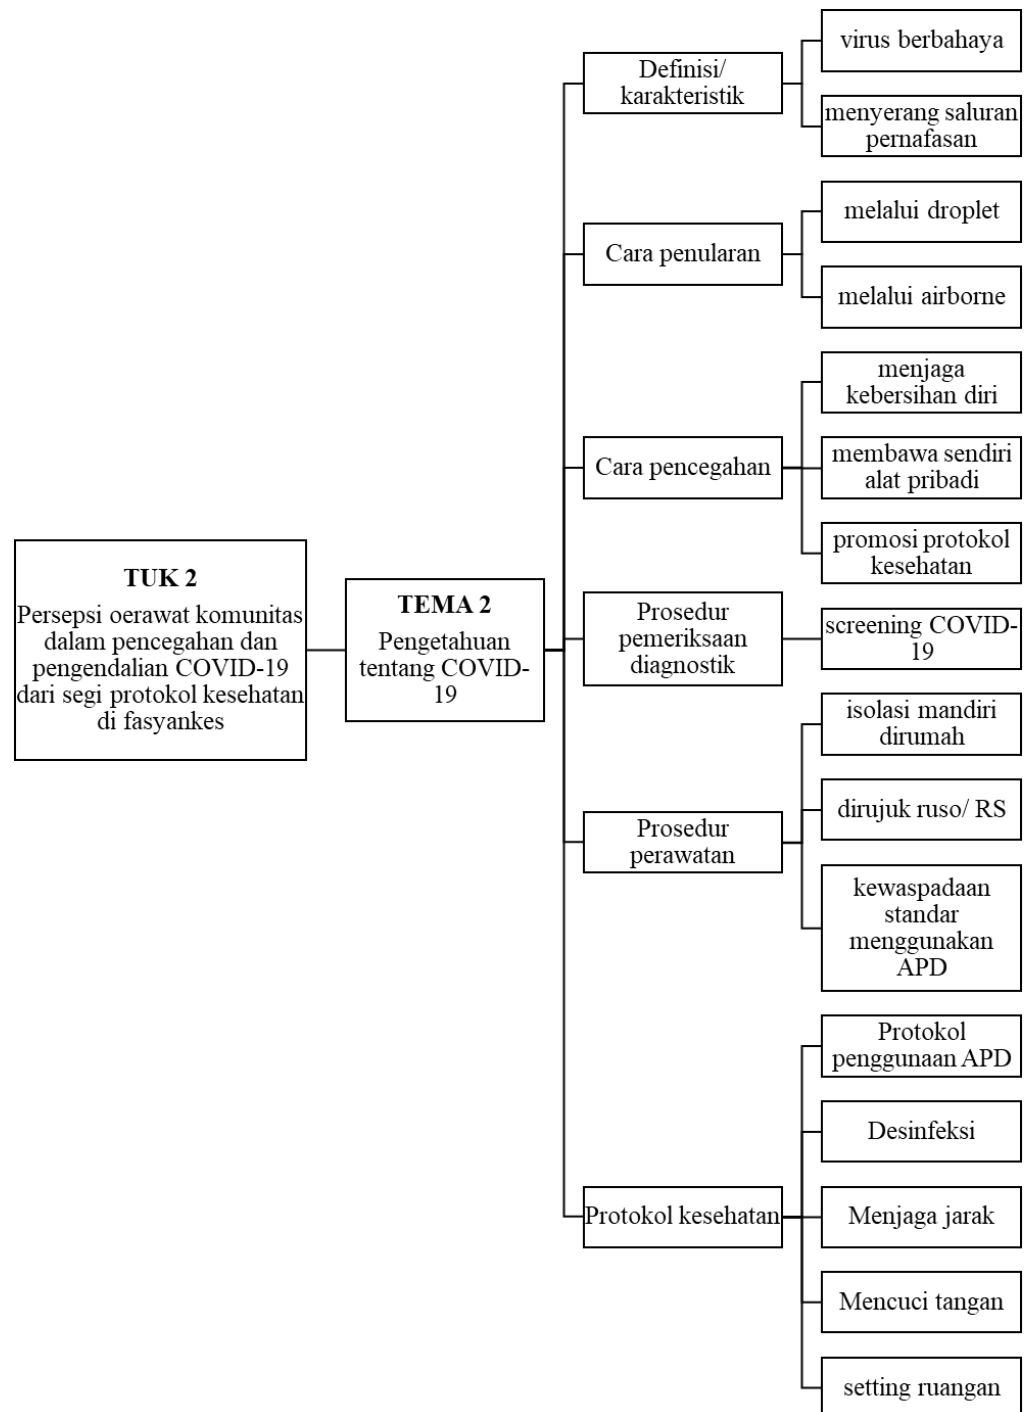 TUK 2
Persepsi oerawat komunitas
dalam pencegahan dan
pengendalian COVID-19
dari segi protokol kesehatan
di fasyankes
TEMA 2
Pengetahuan
tentang COVID-
19
Definisi/
karakteristik
virus berbahaya
menyerang saluran
pernafasan
Cara penularan
melalui droplet
melalui airborne
Cara pencegahan
menjaga
kebersihan diri
membawa sendiri
alat pribadi
promosi protokol
kesehatan
Prosedur
pemeriksaan
diagnostik
screening COVID-
19
Prosedur
perawatan
isolasi mandiri
dirumah
dirujuk ruso/ RS
kewaspadaan
standar
menggunakan
APD
Protokol kesehatan
Protokol
penggunaan APD
Desinfeksi
Menjaga jarak
Mencuci tangan
setting ruangan